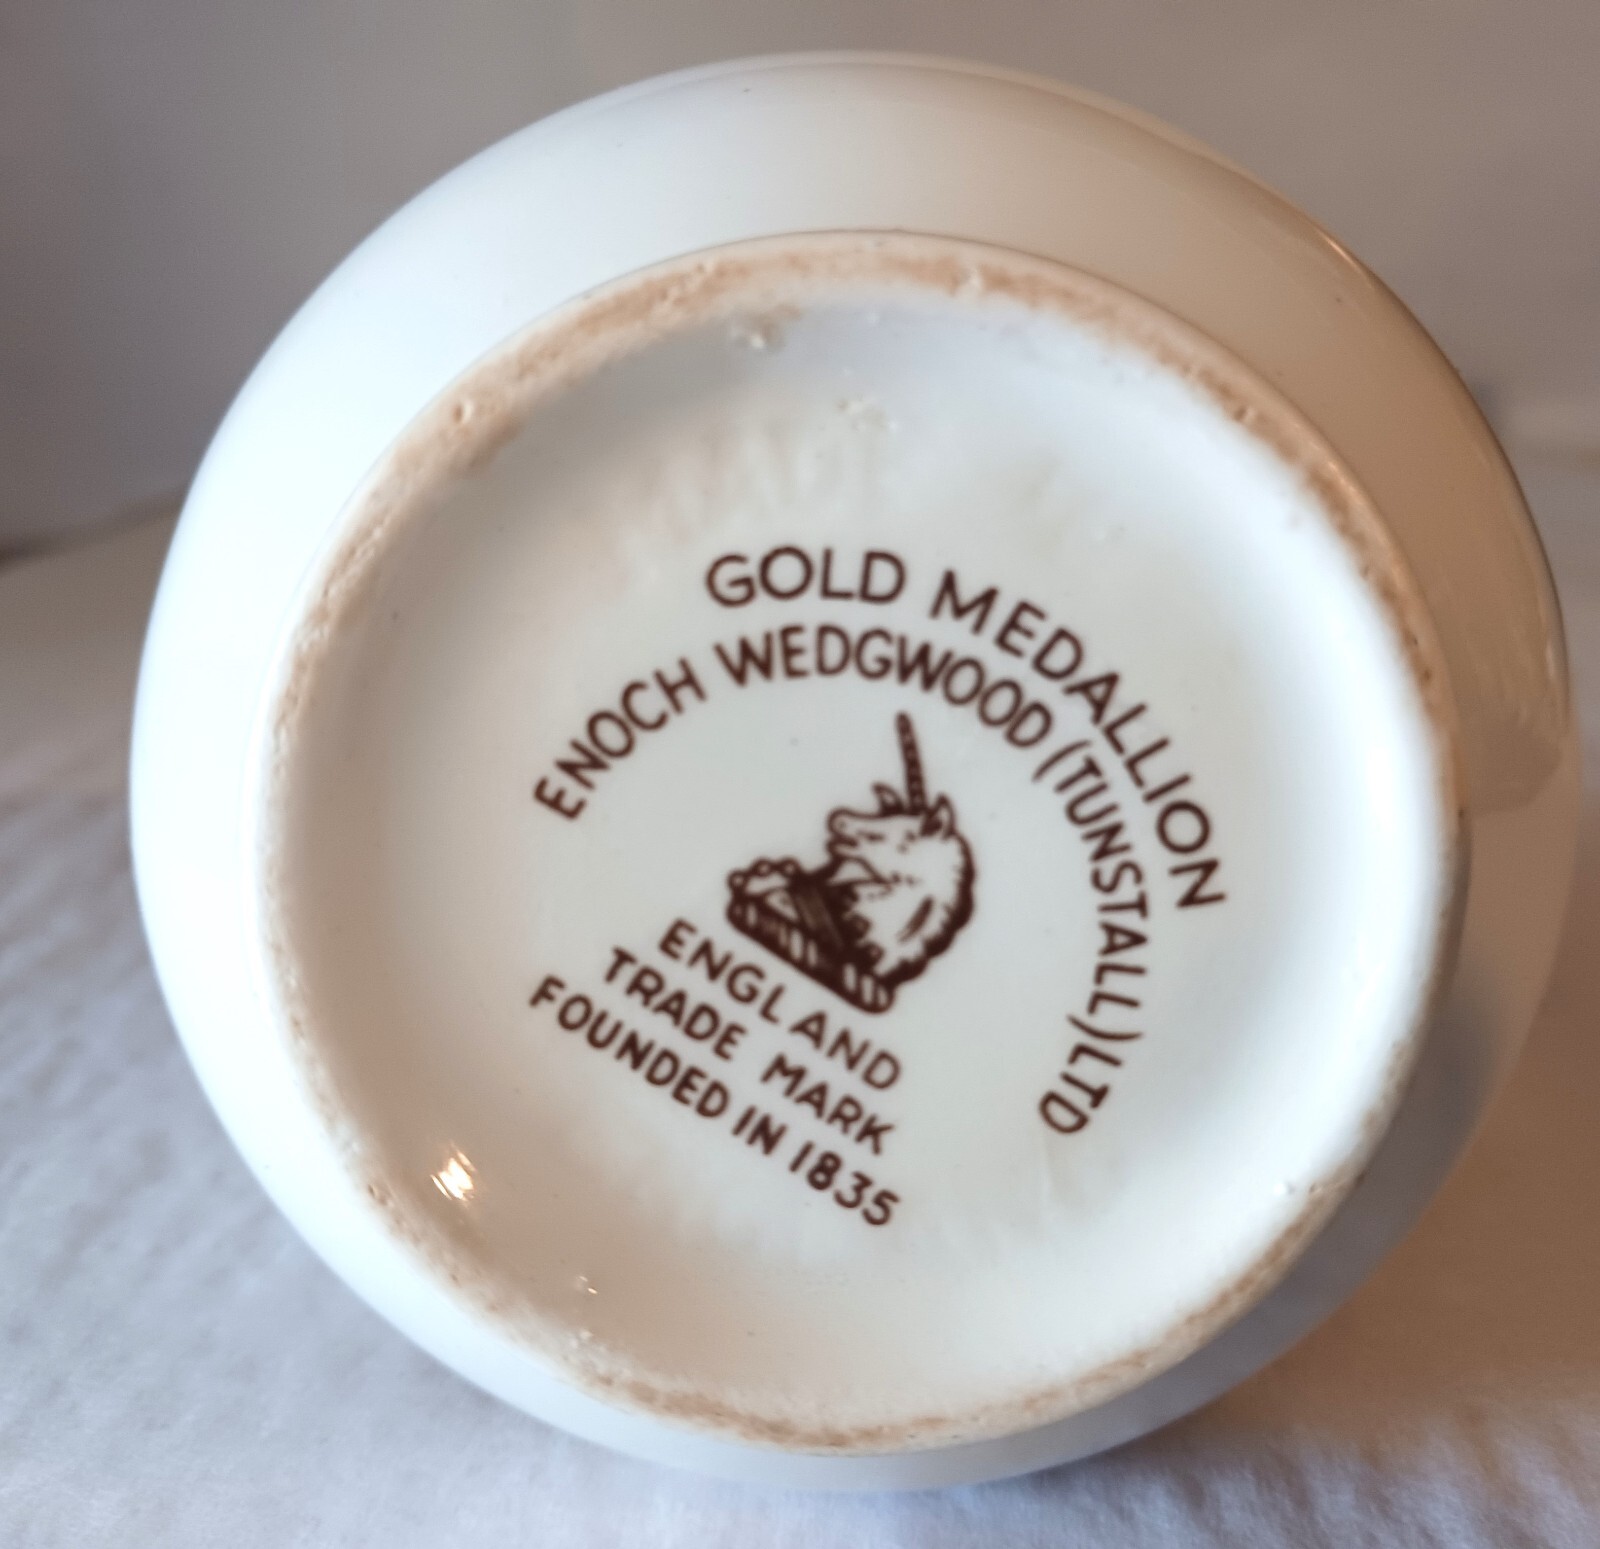 GOLD MEDALLION
ENOCH WEDGWOOD (TUNSTALL) LTD
ENGLAND
TRADE MARK
FOUNDED IN 1835